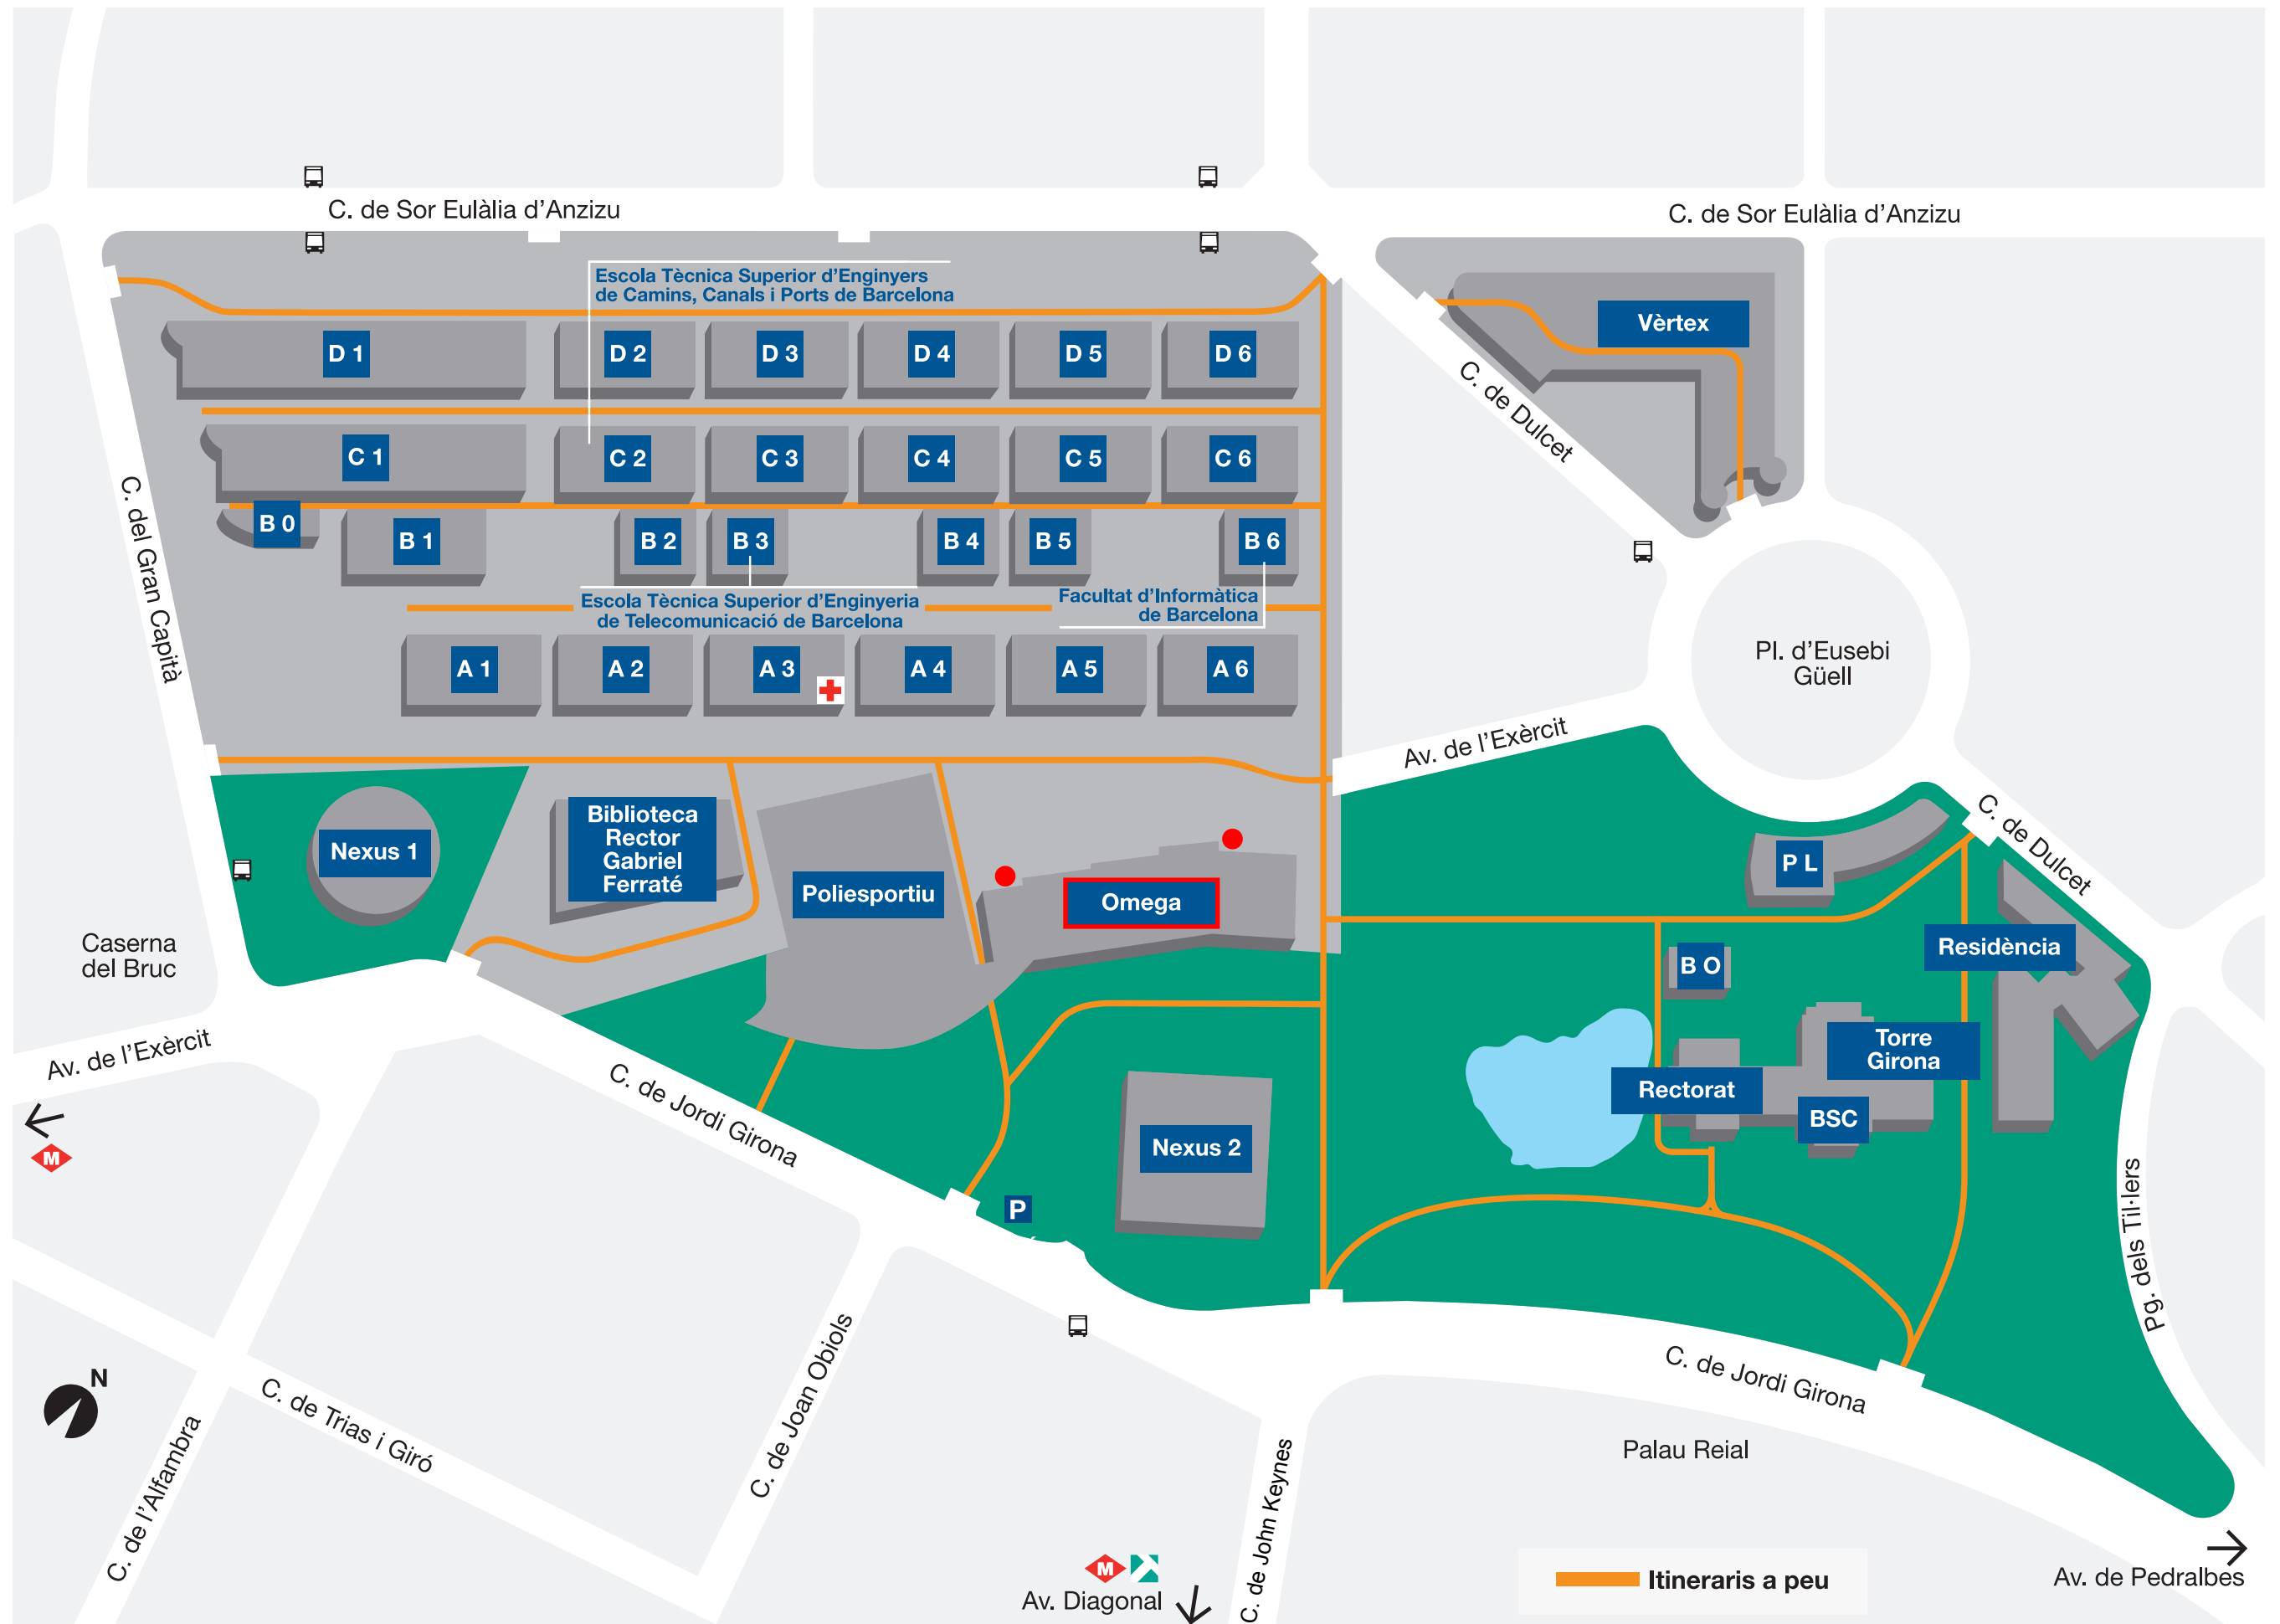 C. de Sor Eulàlia d'Anzizu
C. de Sor Eulàlia d'Anzizu
Escola Tècnica Superior d'Enginyers
de Camins, Canals i Ports de Barcelona
Vèrtex
D 1
D 2
D 3
D 4
D 5
D 6
C. de Dulcet
C 1
C 2
C 3
C 4
C 5
C 6
C. del Gran Capità
B 0
B 1
B 2
B 3
B 4
B 5
B 6
Escola Tècnica Superior d'Enginyeria
de Telecomunicació de Barcelona
Facultat d'Informàtica
de Barcelona
A 1
A 2
A 3
A 4
A 5
A 6
Pl. d'Eusebi
Güell
Av. de l'Exèrcit
Nexus 1
Biblioteca
Rector
Gabriel
Ferraté
Poliesportiu
Omega
P L
C. de Dulcet
Caserna
del Bruc
Residència
B O
Av. de l'Exèrcit
M
C. de Jordi Girona
Torre
Girona
Rectorat
BSC
Nexus 2
P
Pg. dels Til·lers
N
C. de l'Alfambra
C. de Trias i Giró
C. de Joan Obiols
C. de John Keynes
C. de Jordi Girona
Palau Reial
M
Av. Diagonal
Itineraris a peu
Av. de Pedralbes